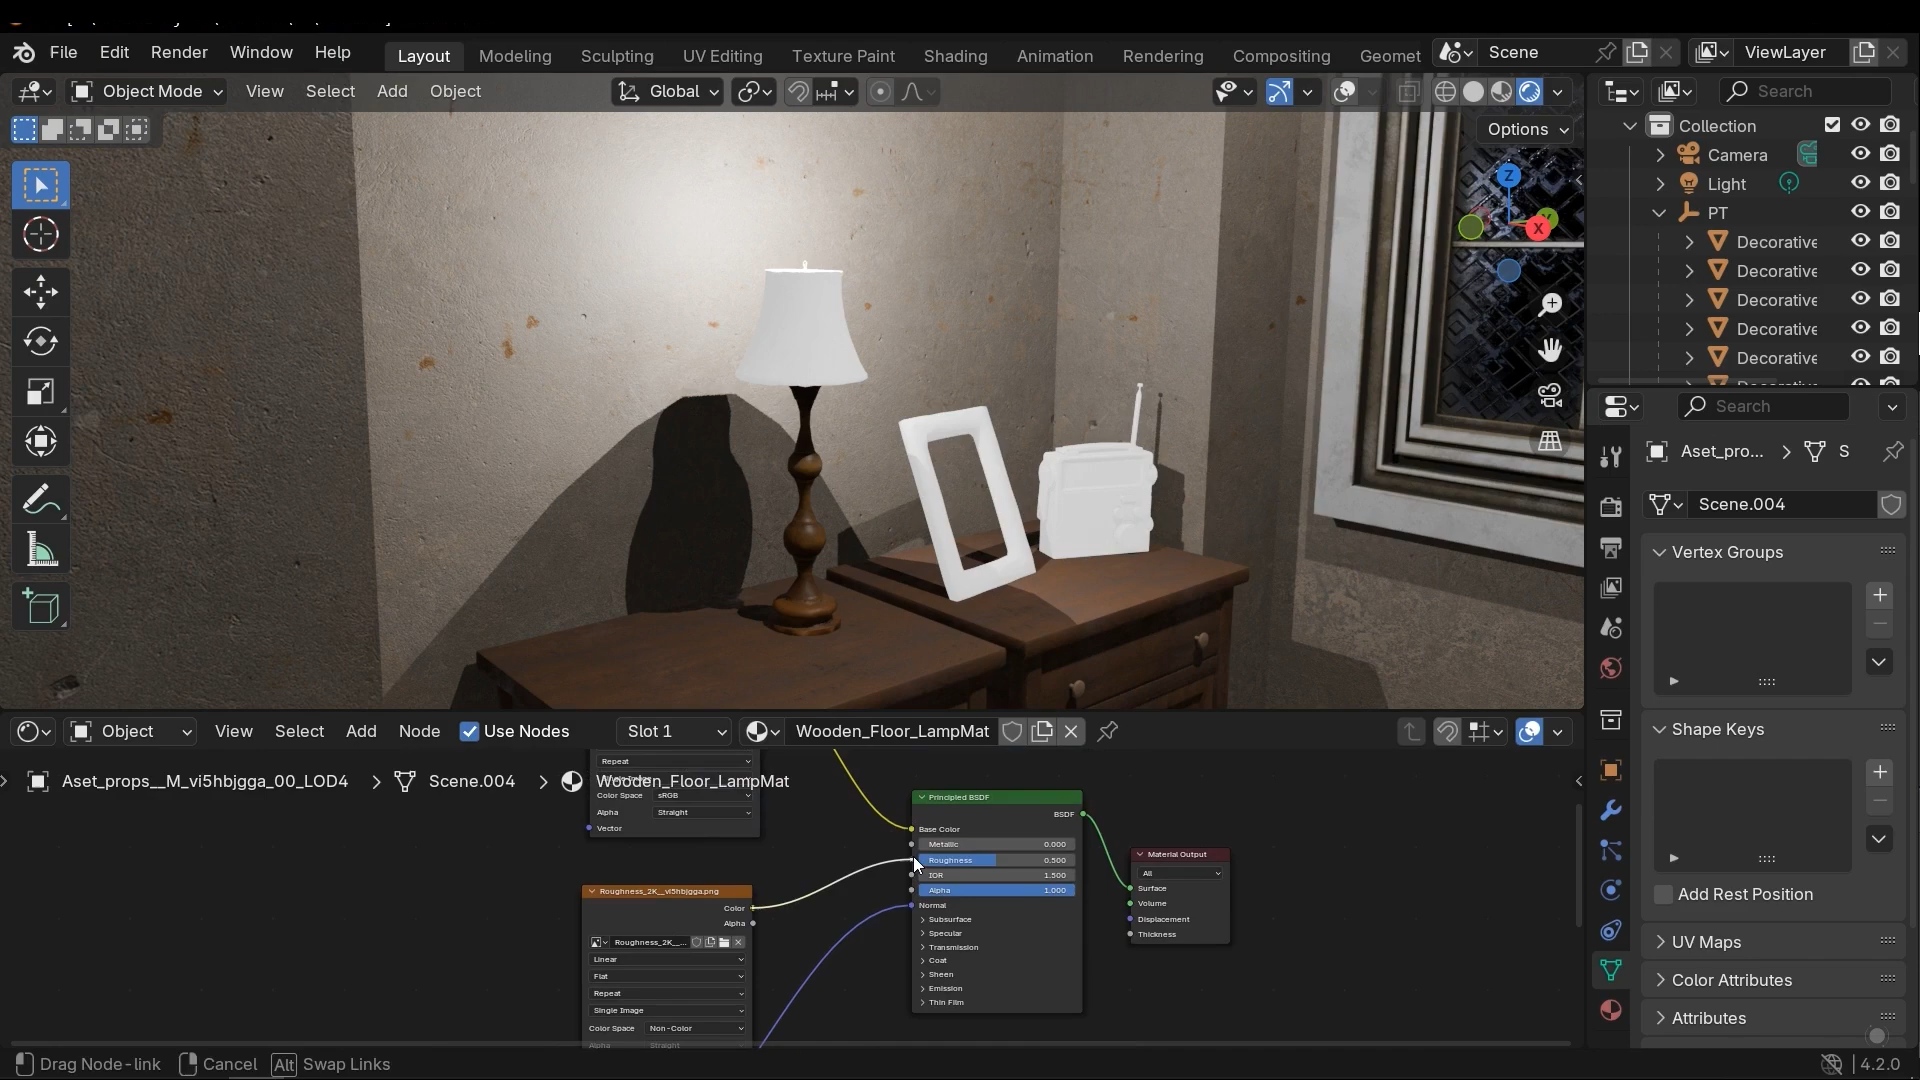 File Edit Render Window Help Layout Modeling Sculpting UV Editing Texture Paint Shading Animation Rendering Compositing Geomet Scene ViewLayer
Object Mode View Select Add Object Global Search
Options
Z
X
Collection
Camera
Light
PT
Decorative
Decorative
Decorative
Decorative
Decorative
Search
Aset_pro... S
Scene.004
Vertex Groups
Shape Keys
Add Rest Position
UV Maps
Color Attributes
Attributes
Object View Select Add Node Use Nodes Slot 1 Wooden_Floor_LampMat
Aset_props__M_vi5hbjgga_00_LOD4 Scene.004 Wooden_Floor_LampMat
Repeat
Color Space sRGB
Alpha Straight
Vector
Roughness_2K__vi5hbjgga.png
Color
Alpha
Roughness_2K__...
Linear
Flat
Repeat
Single Image
Color Space Non-Color
Alpha Straight
Principled BSDF
BSDF
Base Color
Metallic 0.000
Roughness 0.500
IOR 1.500
Alpha 1.000
Normal
Subsurface
Specular
Transmission
Coat
Sheen
Emission
Thin Film
Material Output
All
Surface
Volume
Displacement
Thickness
Drag Node-link Cancel Alt Swap Links 4.2.0